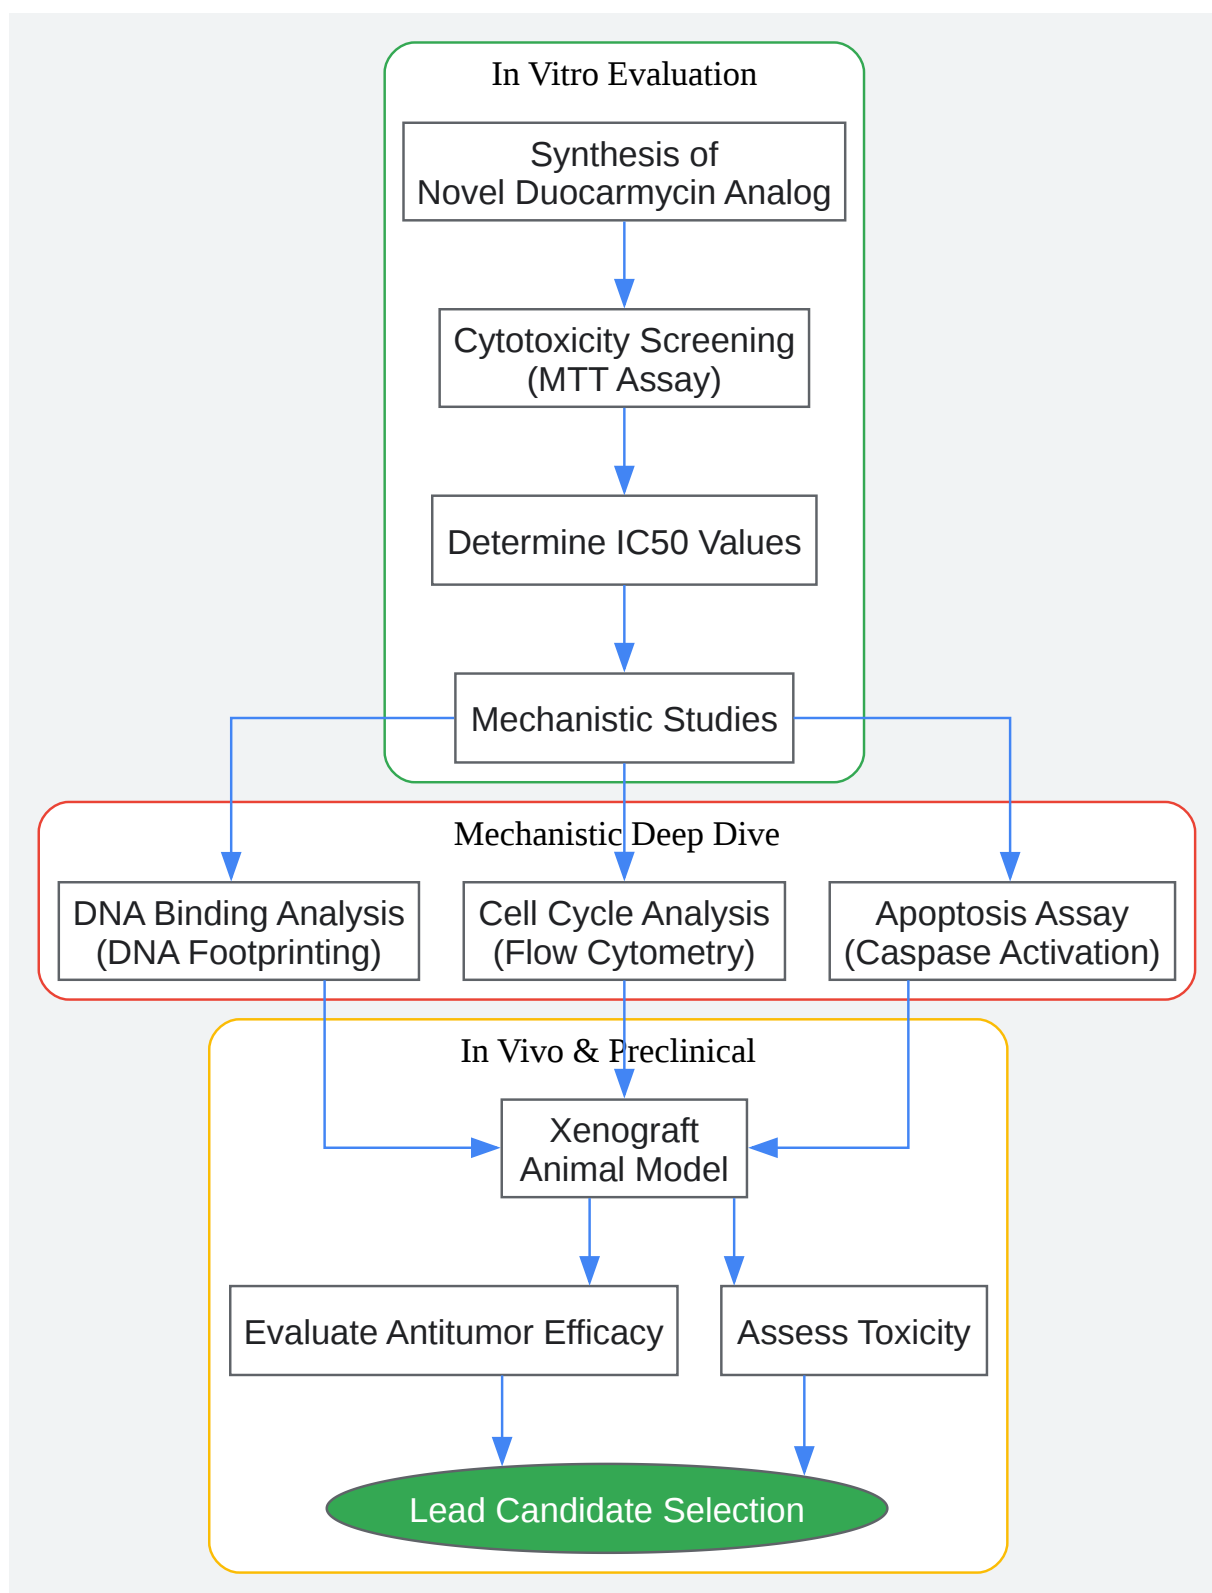 In Vitro Evaluation
Synthesis of
Novel Duocarmycin Analog
Cytotoxicity Screening
(MTT Assay)
Determine IC50 Values
Mechanistic Studies
Mechanistic Deep Dive
DNA Binding Analysis
(DNA Footprinting)
Cell Cycle Analysis
(Flow Cytometry)
Apoptosis Assay
(Caspase Activation)
In Vivo & Preclinical
Xenograft
Animal Model
Evaluate Antitumor Efficacy
Assess Toxicity
Lead Candidate Selection